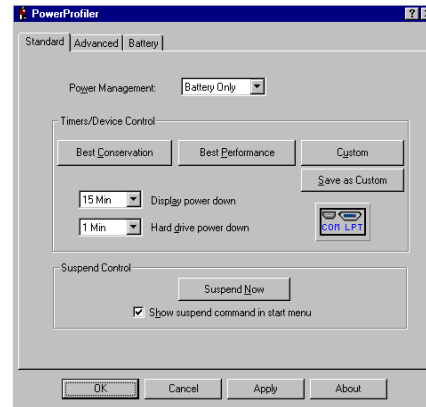 PowerProfiler
Standard Advanced Battery
Power Management: Battery Only
Timers/Device Control
Best Conservation Best Performance Custom
Save as Custom
15 Min Display power down
1 Min Hard drive power down
COM LPT
Suspend Control
Suspend Now
Show suspend command in start menu
OK Cancel Apply About